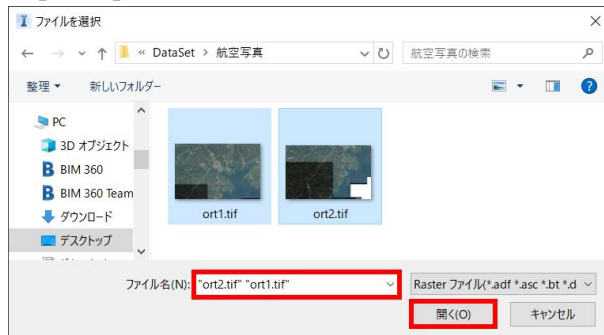 ファイルを選択
« DataSet > 航空写真
航空写真の検索
整理 新しいフォルダー
PC
3D オブジェクト
BIM 360
BIM 360 Team
ダウンロード
デスクトップ
ort1.tif
ort2.tif
ファイル名(N): "ort2.tif" "ort1.tif"
Raster ファイル(*.adf *.asc *.bt *.d
開く(O)
キャンセル